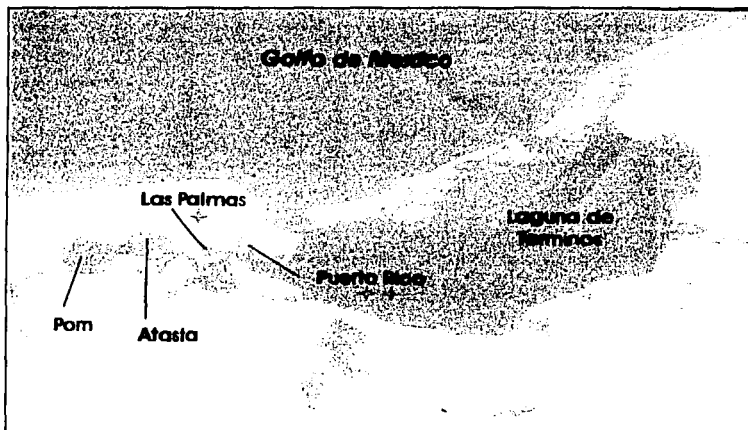 Golfo de Mexico
Las Palmas
Laguna de
Terminos
Puerto Rico
Pom
Atasta